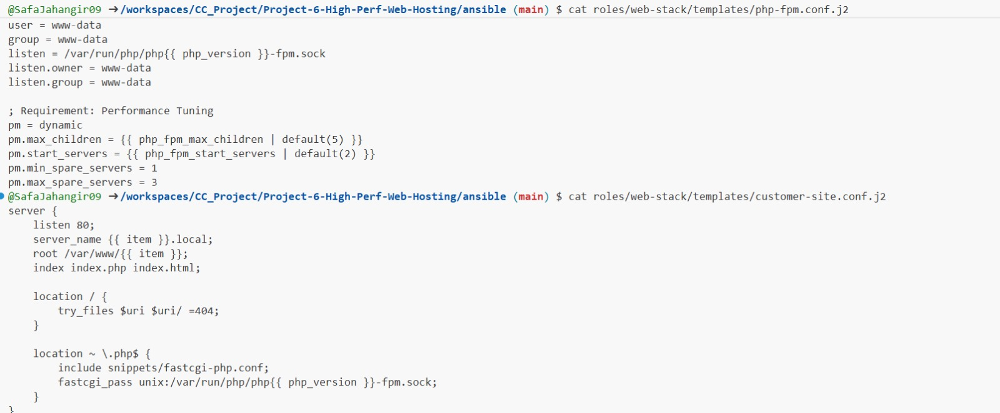 @SafaJahangir09 →/workspaces/CC_Project/Project-6-High-Perf-Web-Hosting/ansible (main) $ cat roles/web-stack/templates/php-fpm.conf.j2
user = www-data
group = www-data
listen = /var/run/php/php{{ php_version }}-fpm.sock
listen.owner = www-data
listen.group = www-data

; Requirement: Performance Tuning
pm = dynamic
pm.max_children = {{ php_fpm_max_children | default(5) }}
pm.start_servers = {{ php_fpm_start_servers | default(2) }}
pm.min_spare_servers = 1
pm.max_spare_servers = 3
@SafaJahangir09 →/workspaces/CC_Project/Project-6-High-Perf-Web-Hosting/ansible (main) $ cat roles/web-stack/templates/customer-site.conf.j2
server {
    listen 80;
    server_name {{ item }}.local;
    root /var/www/{{ item }};
    index index.php index.html;

    location / {
        try_files $uri $uri/ =404;
    }

    location ~ \.php$ {
        include snippets/fastcgi-php.conf;
        fastcgi_pass unix:/var/run/php/php{{ php_version }}-fpm.sock;
    }
}